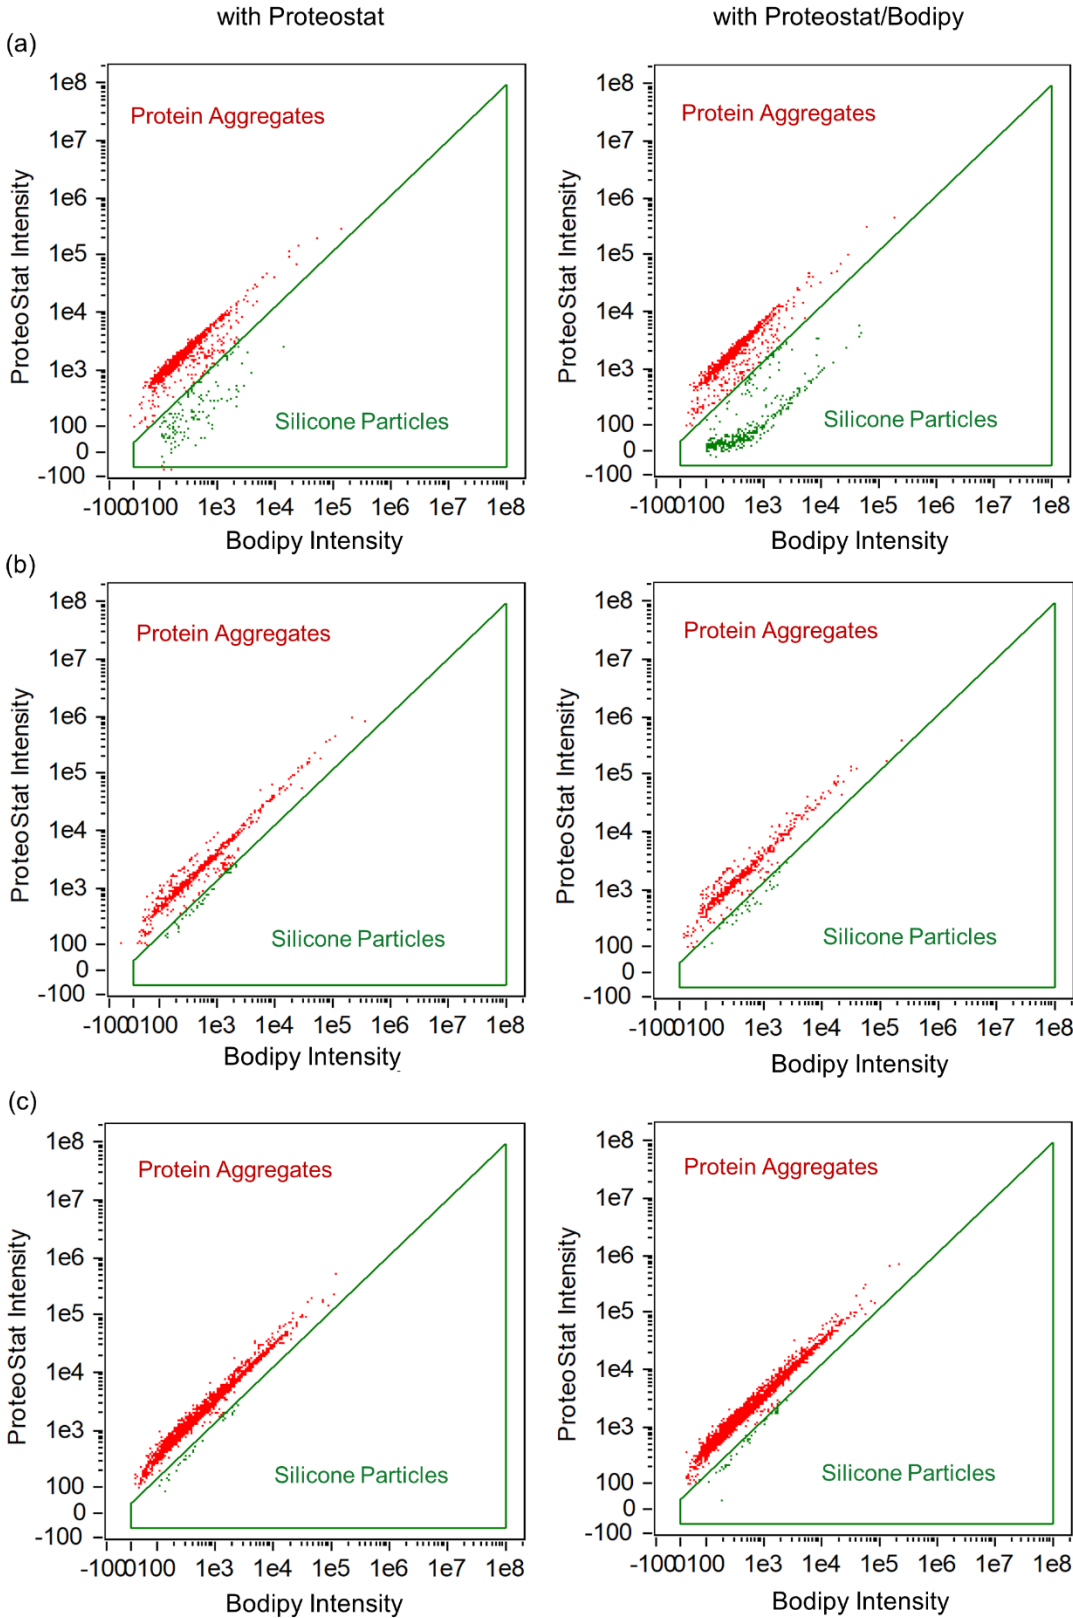 with Proteostat
with Proteostat/Bodipy
(a)
1e8
1e7
1e6
1e5
1e4
1e3
100
0
-100
ProteoStat Intensity
Protein Aggregates
Silicone Particles
-1000100 1e3 1e4 1e5 1e6 1e7 1e8
Bodipy Intensity
1e8
1e7
1e6
1e5
1e4
1e3
100
0
-100
ProteoStat Intensity
Protein Aggregates
Silicone Particles
-1000100 1e3 1e4 1e5 1e6 1e7 1e8
Bodipy Intensity
(b)
1e8
1e7
1e6
1e5
1e4
1e3
100
0
-100
ProteoStat Intensity
Protein Aggregates
Silicone Particles
-1000100 1e3 1e4 1e5 1e6 1e7 1e8
Bodipy Intensity
1e8
1e7
1e6
1e5
1e4
1e3
100
0
-100
ProteoStat Intensity
Protein Aggregates
Silicone Particles
-1000100 1e3 1e4 1e5 1e6 1e7 1e8
Bodipy Intensity
(c)
1e8
1e7
1e6
1e5
1e4
1e3
100
0
-100
ProteoStat Intensity
Protein Aggregates
Silicone Particles
-1000100 1e3 1e4 1e5 1e6 1e7 1e8
Bodipy Intensity
1e8
1e7
1e6
1e5
1e4
1e3
100
0
-100
ProteoStat Intensity
Protein Aggregates
Silicone Particles
-1000100 1e3 1e4 1e5 1e6 1e7 1e8
Bodipy Intensity